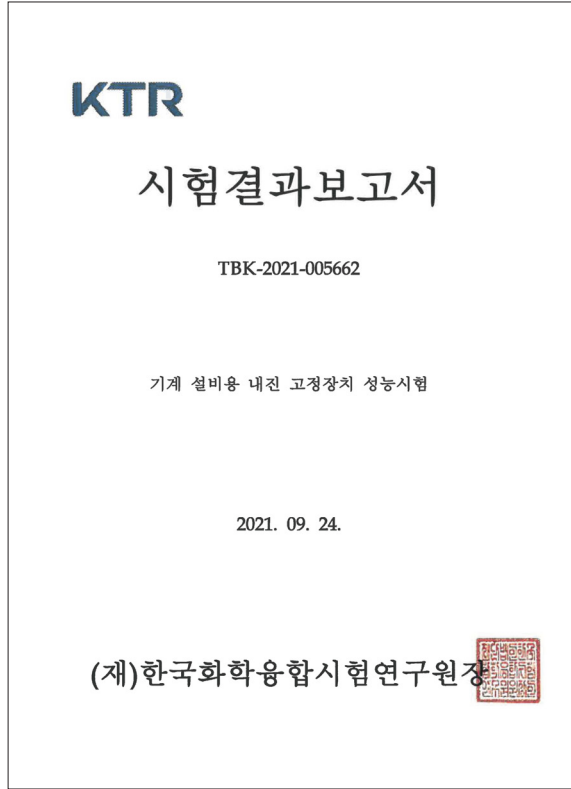 KTR
시험결과보고서
TBK-2021-005662
기계 설비용 내진 고정장치 성능시험
2021. 09. 24.
(재)한국화학융합시험연구원장